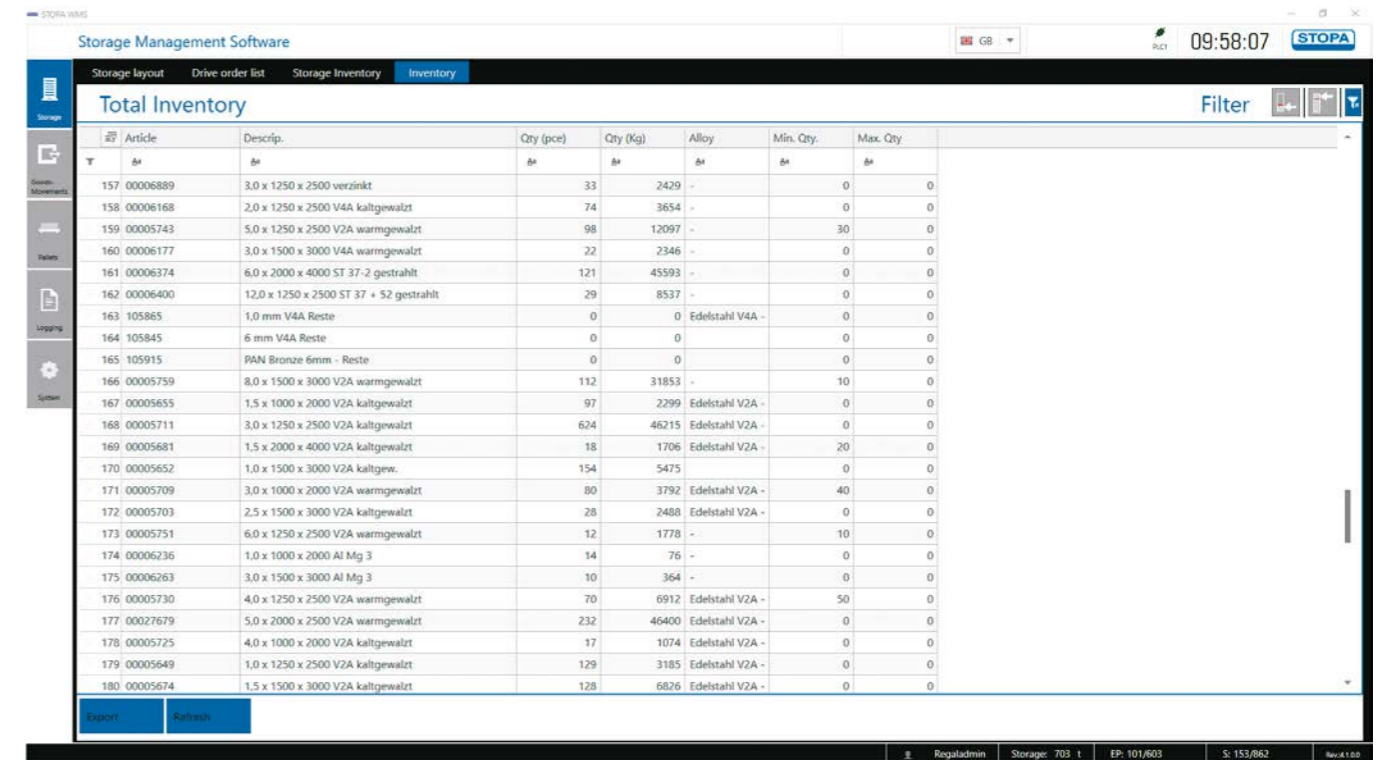 STOPA WMS
Storage Management Software GB PLC1 09:58:07 STOPA
Storage layout Drive order list Storage Inventory Inventory
Total Inventory Filter
Article Descrip. Qty (pce) Qty (Kg) Alloy Min. Qty. Max. Qty
157 00006889 3,0 x 1250 x 2500 verzinkt 33 2429 - 0 0
158 00006168 2,0 x 1250 x 2500 V4A kaltgewalzt 74 3654 - 0 0
159 00005743 5,0 x 1250 x 2500 V2A warmgewalzt 98 12097 - 30 0
160 00006177 3,0 x 1500 x 3000 V4A warmgewalzt 22 2346 - 0 0
161 00006374 6,0 x 2000 x 4000 ST 37-2 gestrahlt 121 45593 - 0 0
162 00006400 12,0 x 1250 x 2500 ST 37 + 52 gestrahlt 29 8537 - 0 0
163 105865 1,0 mm V4A Reste 0 0 Edelstahl V4A - 0 0
164 105845 6 mm V4A Reste 0 0 0 0
165 105915 PAN Bronze 6mm - Reste 0 0 0 0
166 00005759 8,0 x 1500 x 3000 V2A warmgewalzt 112 31853 - 10 0
167 00005655 1,5 x 1000 x 2000 V2A kaltgewalzt 97 2299 Edelstahl V2A - 0 0
168 00005711 3,0 x 1250 x 2500 V2A kaltgewalzt 624 46215 Edelstahl V2A - 0 0
169 00005681 1,5 x 2000 x 4000 V2A kaltgewalzt 18 1706 Edelstahl V2A - 20 0
170 00005652 1,0 x 1500 x 3000 V2A kaltgew. 154 5475 0 0
171 00005709 3,0 x 1000 x 2000 V2A warmgewalzt 80 3792 Edelstahl V2A - 40 0
172 00005703 2,5 x 1500 x 3000 V2A kaltgewalzt 28 2488 Edelstahl V2A - 0 0
173 00005751 6,0 x 1250 x 2500 V2A warmgewalzt 12 1778 - 10 0
174 00006236 1,0 x 1000 x 2000 Al Mg 3 14 76 - 0 0
175 00006263 3,0 x 1500 x 3000 Al Mg 3 10 364 - 0 0
176 00005730 4,0 x 1250 x 2500 V2A warmgewalzt 70 6912 Edelstahl V2A - 50 0
177 00027679 5,0 x 2000 x 2500 V2A warmgewalzt 232 46400 Edelstahl V2A - 0 0
178 00005725 4,0 x 1000 x 2000 V2A kaltgewalzt 17 1074 Edelstahl V2A - 0 0
179 00005649 1,0 x 1250 x 2500 V2A kaltgewalzt 129 3185 Edelstahl V2A - 0 0
180 00005674 1,5 x 1500 x 3000 V2A kaltgewalzt 128 6826 Edelstahl V2A - 0 0
Storage
Goods-
Movements
Pallets
Logging
System
Export Refresh
Regaladmin Storage: 703 t EP: 101/603 S: 153/862 Rev:4.1.0.0